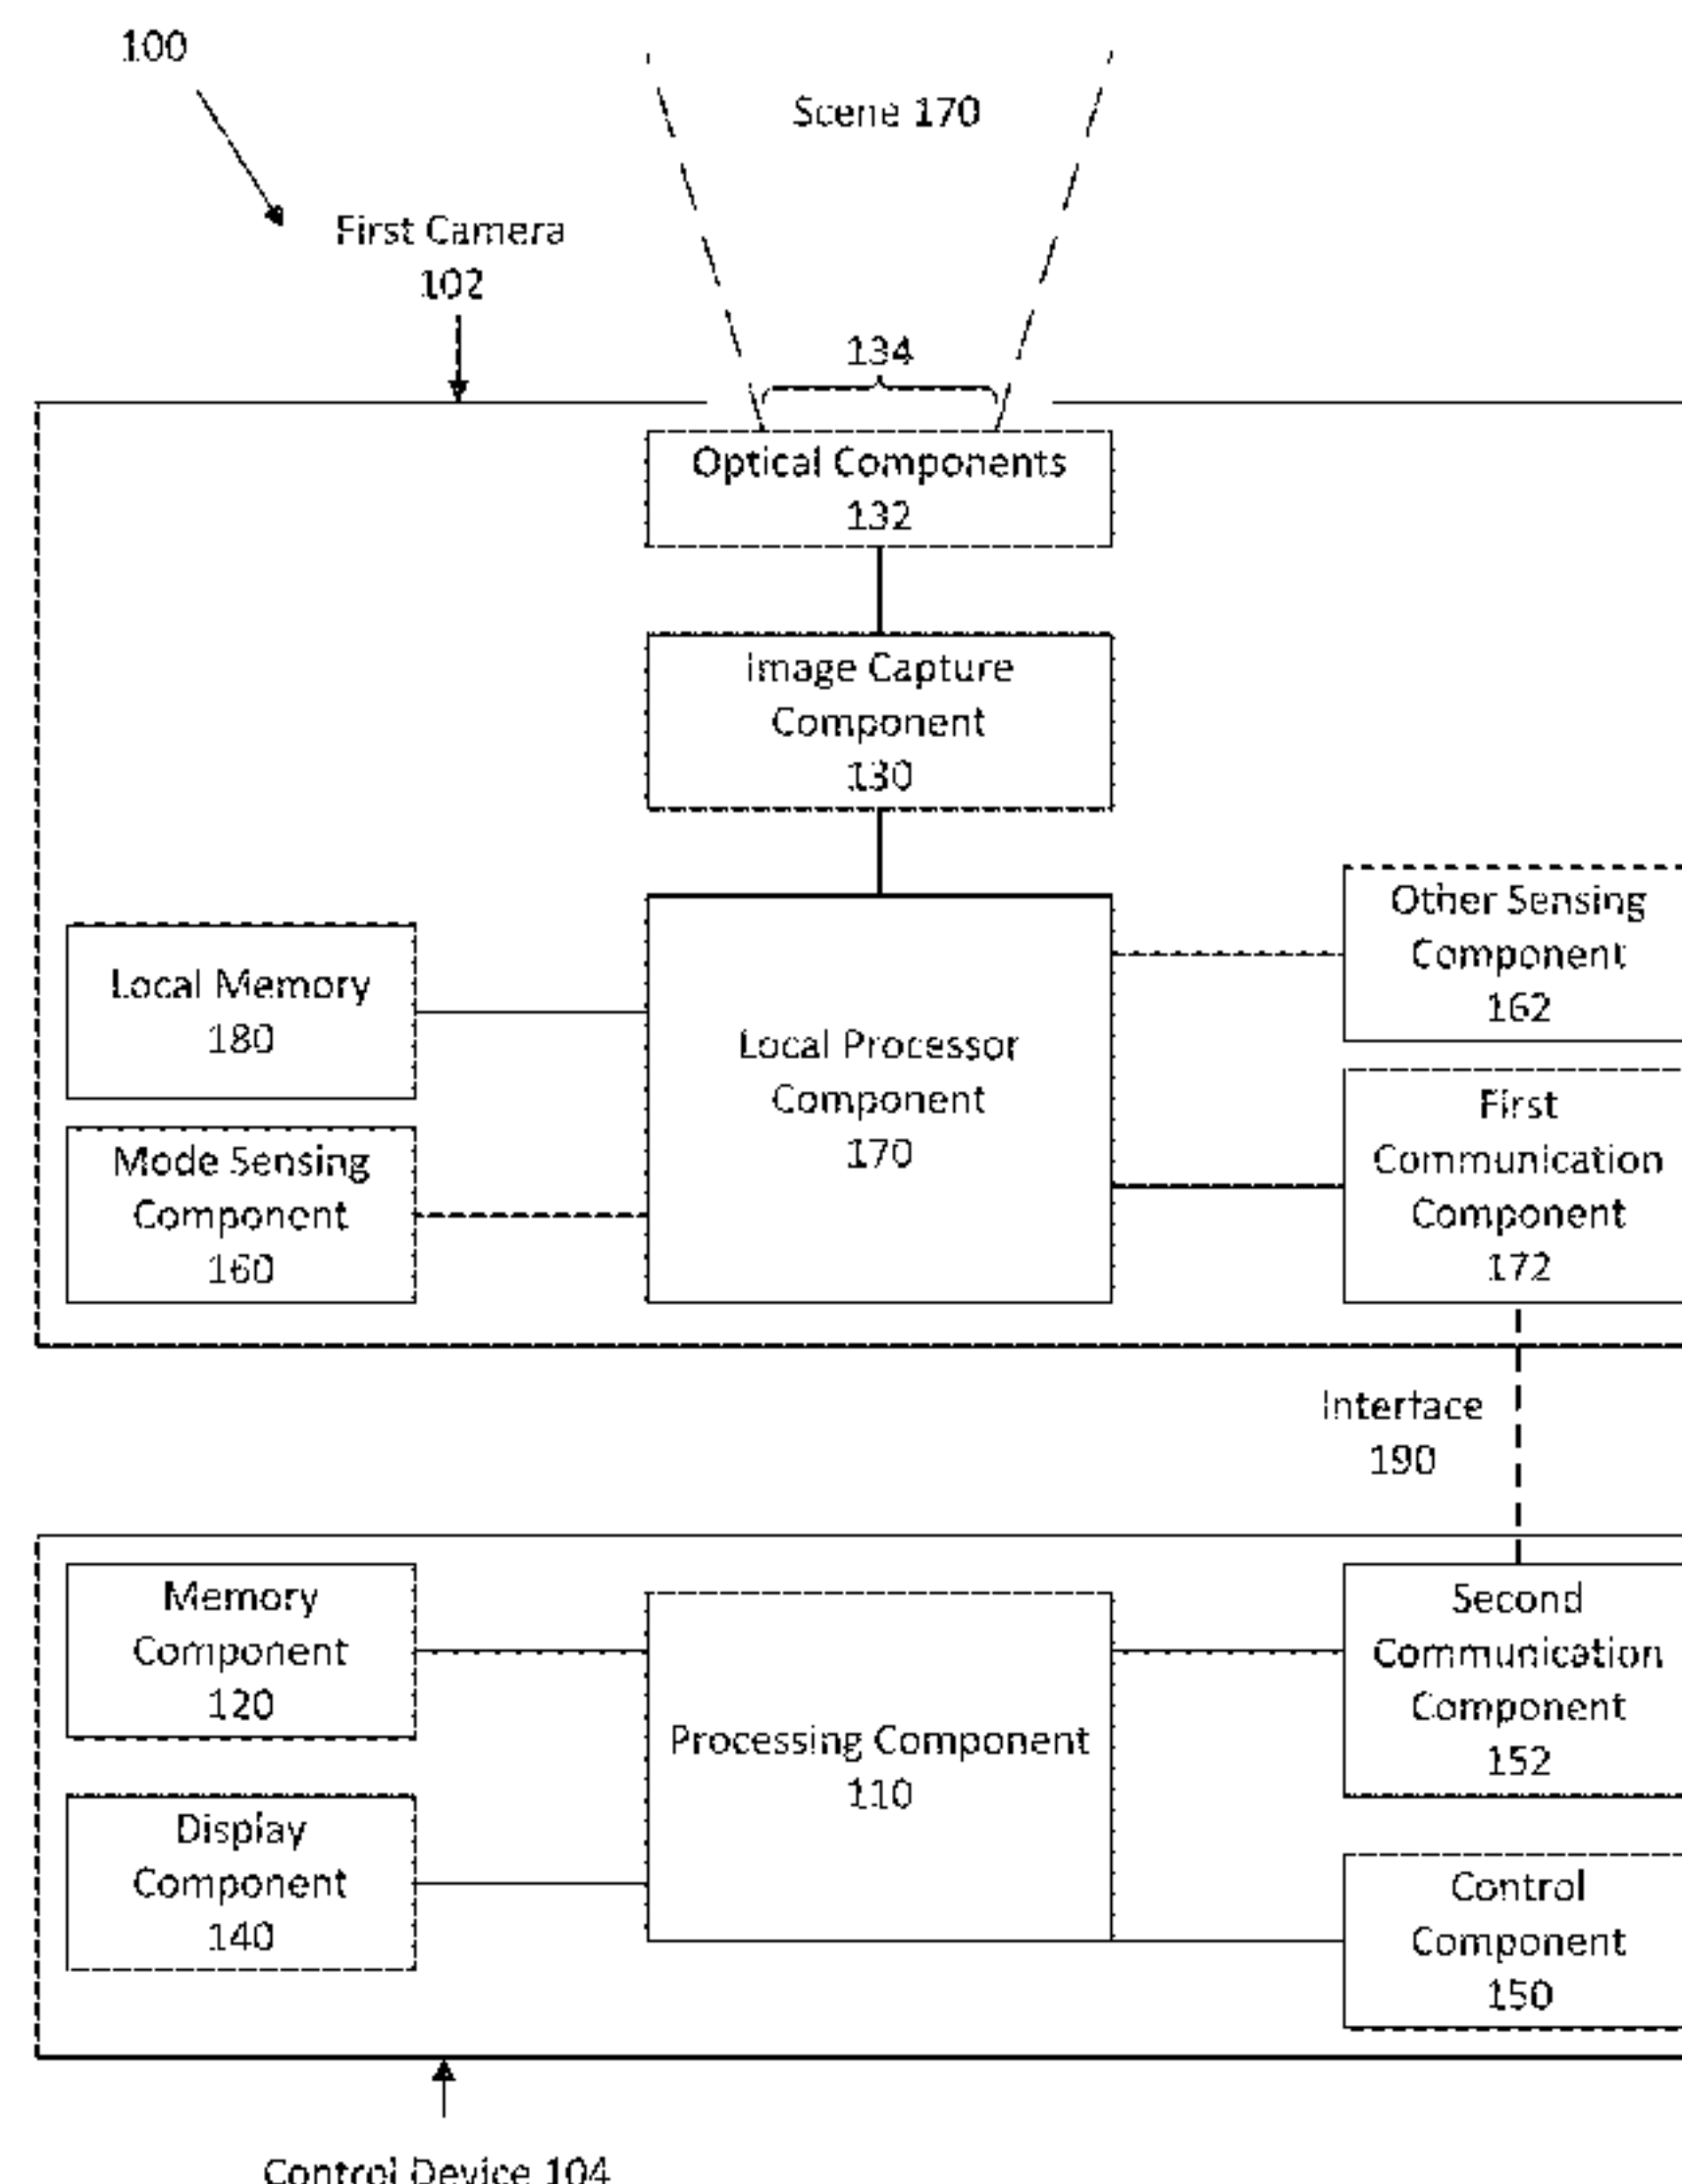 100
Scene 170
First Camera
102
134
Optical Components
132
Image Capture
Component
130
Other Sensing
Component
162
Local Memory
180
Local Processor
Component
170
First
Communication
Component
172
Mode Sensing
Component
160
Interface
190
Memory
Component
120
Second
Communication
Component
152
Processing Component
110
Display
Component
140
Control
Component
150
Control Device 104